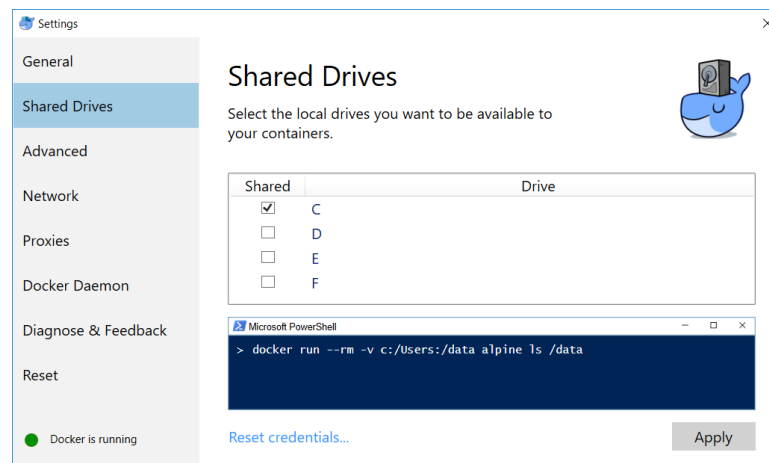 Settings
General
Shared Drives
Advanced
Network
Proxies
Docker Daemon
Diagnose & Feedback
Reset
Docker is running
Shared Drives
Select the local drives you want to be available to
your containers.
Shared Drive
C
D
E
F
Microsoft PowerShell
> docker run --rm -v c:/Users:/data alpine ls /data
Reset credentials...
Apply